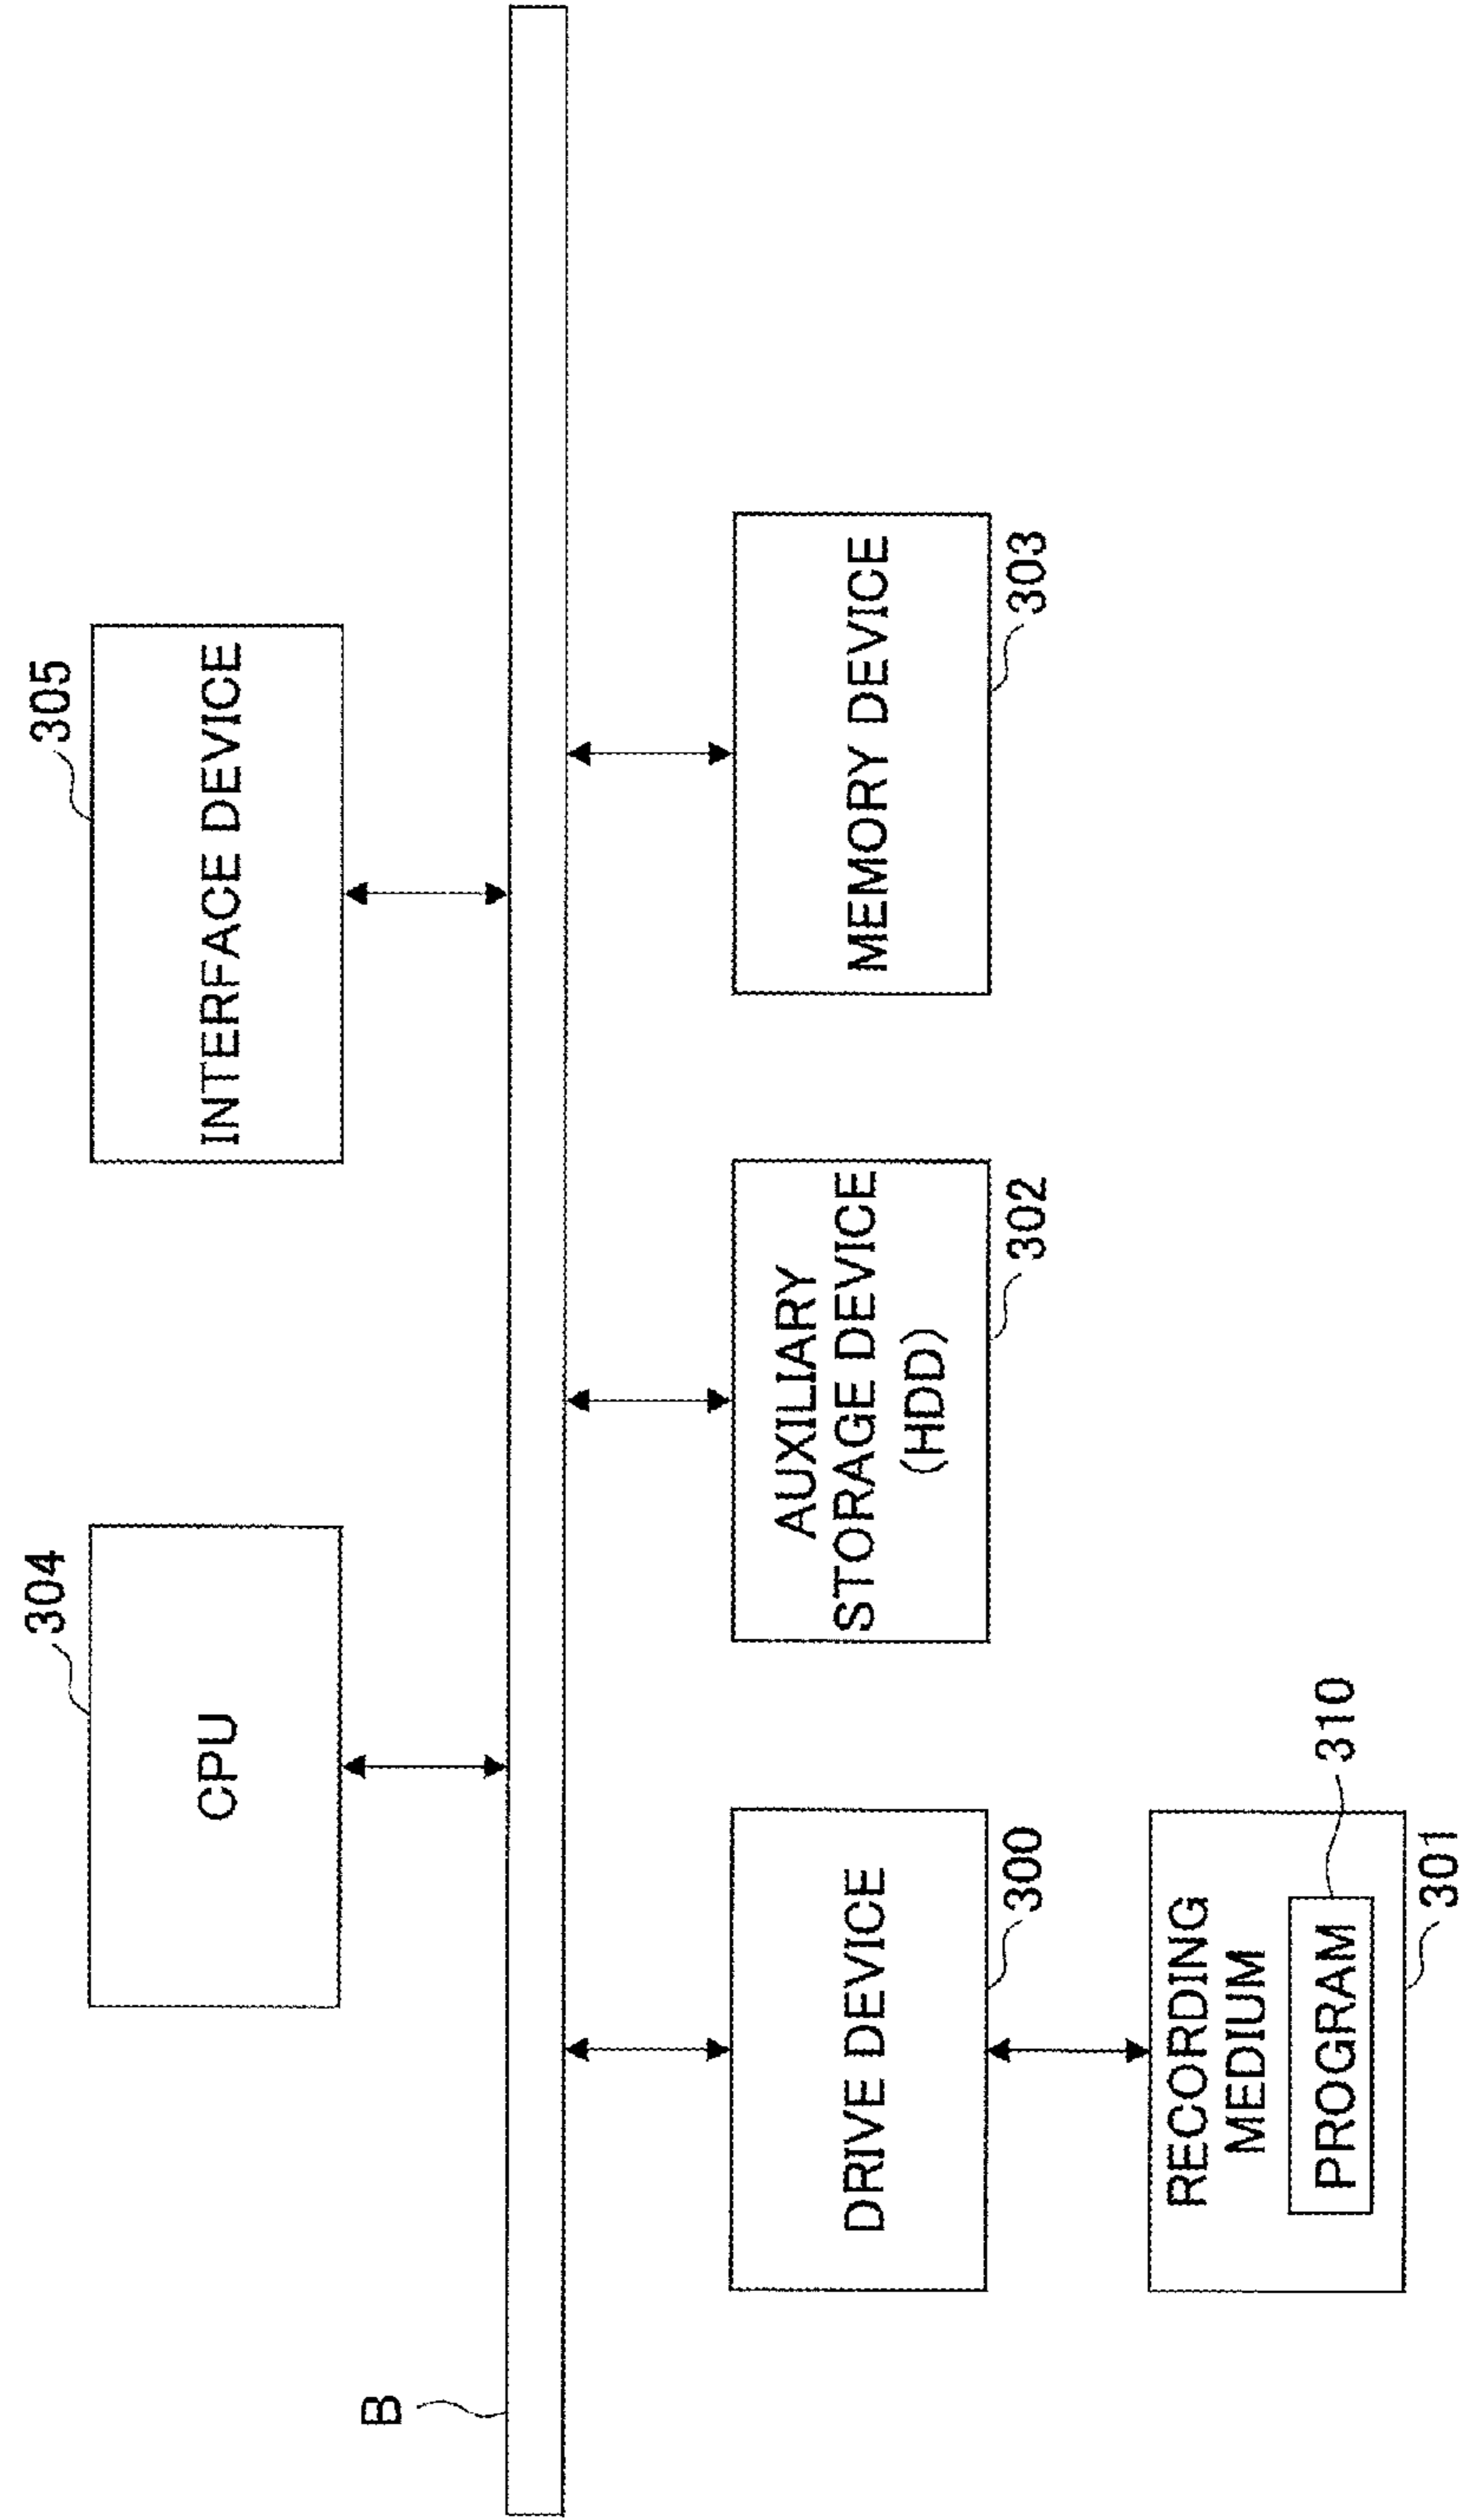 304
CPU
305
INTERFACE DEVICE
B
DRIVE DEVICE
300
AUXILIARY
STORAGE DEVICE
(HDD)
302
MEMORY DEVICE
303
RECORDING
MEDIUM
310
PROGRAM
301